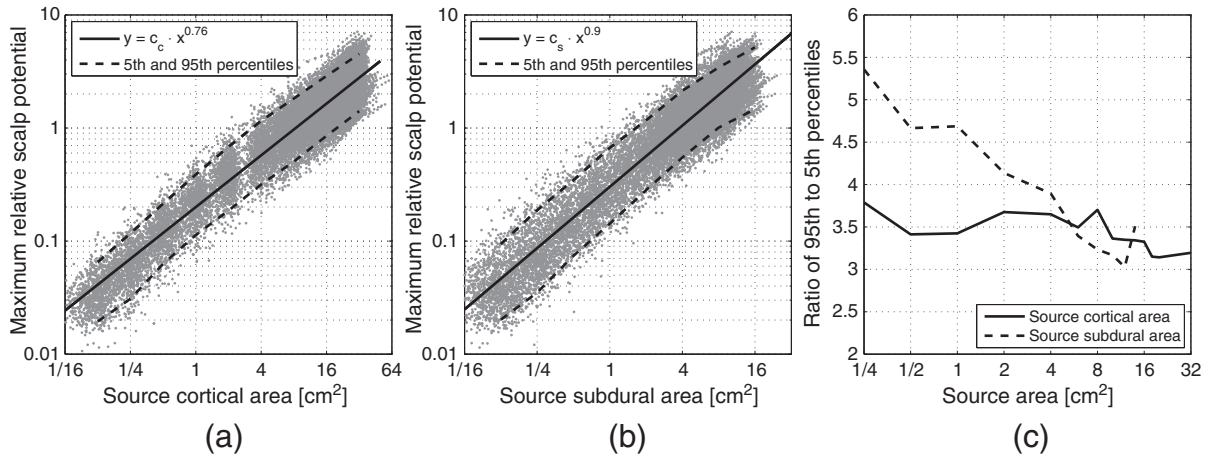 10
1
0.1
0.01
Maximum relative scalp potential
y = c_c · x^0.76
5th and 95th percentiles
1/16 1/4 1 4 16 64
Source cortical area [cm²]
(a)
10
1
0.1
0.01
Maximum relative scalp potential
y = c_s · x^0.9
5th and 95th percentiles
1/16 1/4 1 4 16
Source subdural area [cm²]
(b)
6
5.5
5
4.5
4
3.5
3
2.5
2
Ratio of 95th to 5th percentiles
Source cortical area
Source subdural area
1/4 1/2 1 2 4 8 16 32
Source area [cm²]
(c)